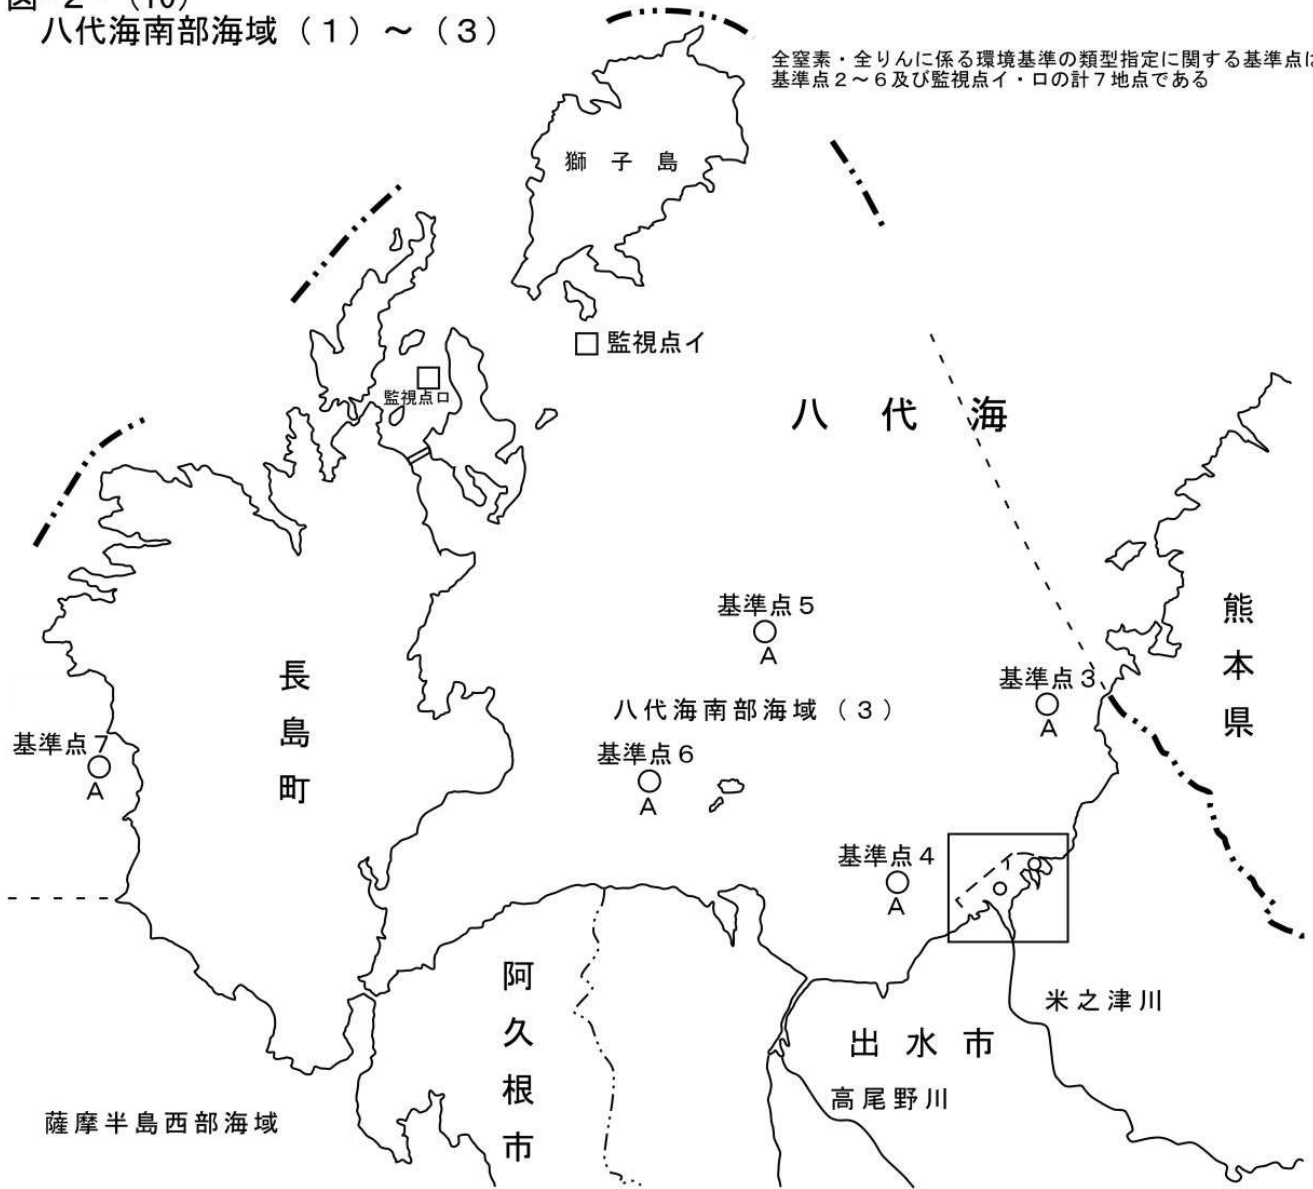 図-２-（10）
八代海南部海域（１）～（３）
全窒素・全りんに係る環境基準の類型指定に関する基準点は
基準点２～６及び監視点イ・ロの計７地点である
獅子島
監視点イ
監視点ロ
八代海
基準点５
A
熊本県
長島町
基準点３
A
八代海南部海域（３）
基準点７
A
基準点６
A
基準点４
A
阿久根市
米之津川
出水市
高尾野川
薩摩半島西部海域